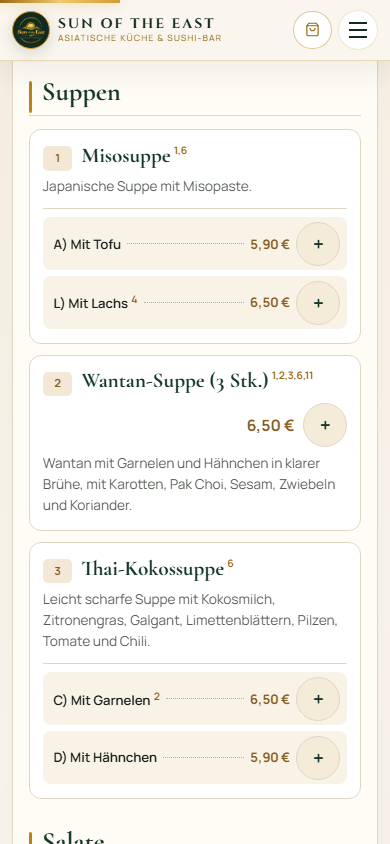 SUN OF THE EAST
ASIATISCHE KÜCHE & SUSHI-BAR
Suppen
1 Misosuppe 1,6
Japanische Suppe mit Misopaste.
A) Mit Tofu 5,90 € +
L) Mit Lachs 4 6,50 € +
2 Wantan-Suppe (3 Stk.) 1,2,3,6,11
6,50 € +
Wantan mit Garnelen und Hähnchen in klarer
Brühe, mit Karotten, Pak Choi, Sesam, Zwiebeln
und Koriander.
3 Thai-Kokossuppe 6
Leicht scharfe Suppe mit Kokosmilch,
Zitronengras, Galgant, Limettenblättern, Pilzen,
Tomate und Chili.
C) Mit Garnelen 2 6,50 € +
D) Mit Hähnchen 5,90 € +
Salate